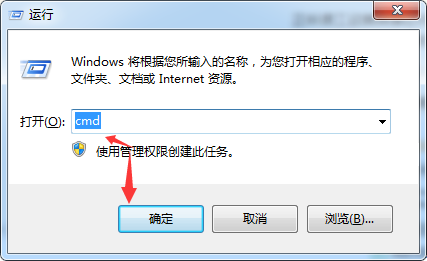 运行
Windows 将根据您所输入的名称，为您打开相应的程序、
文件夹、文档或 Internet 资源。
打开(O): cmd
使用管理权限创建此任务。
确定 取消 浏览(B)...